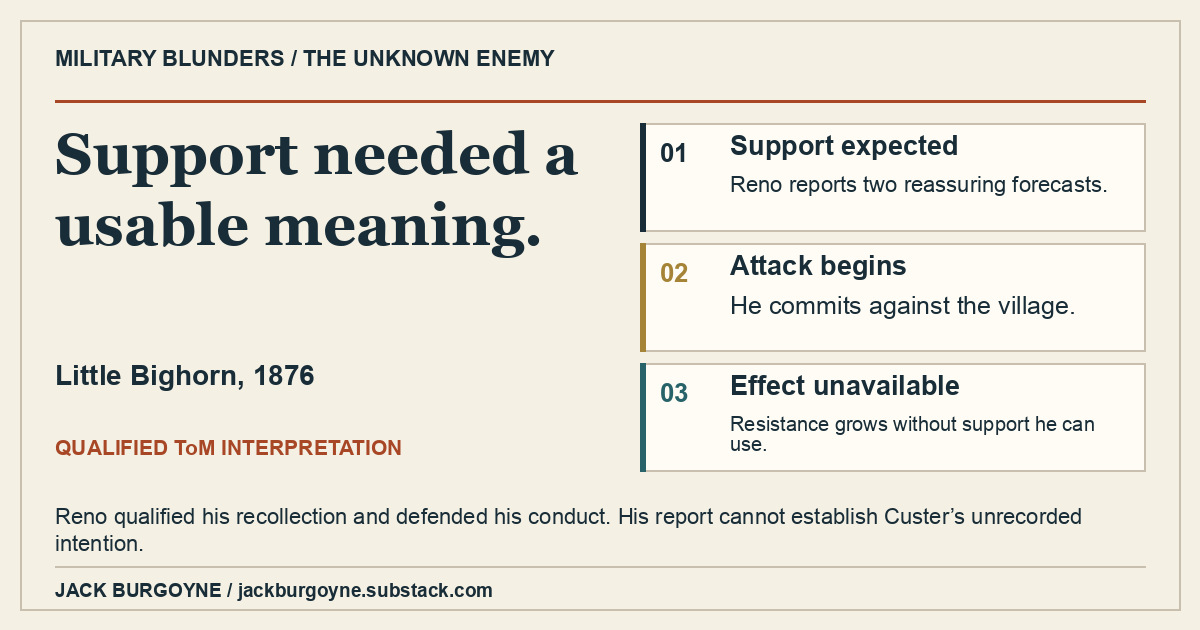 MILITARY BLUNDERS / THE UNKNOWN ENEMY
Support needed a
usable meaning.
Little Bighorn, 1876
QUALIFIED ToM INTERPRETATION
01
Support expected
Reno reports two reassuring forecasts.
02
Attack begins
He commits against the village.
03
Effect unavailable
Resistance grows without support he can
use.
Reno qualified his recollection and defended his conduct. His report cannot establish Custer’s unrecorded
intention.
JACK BURGOYNE / jackburgoyne.substack.com